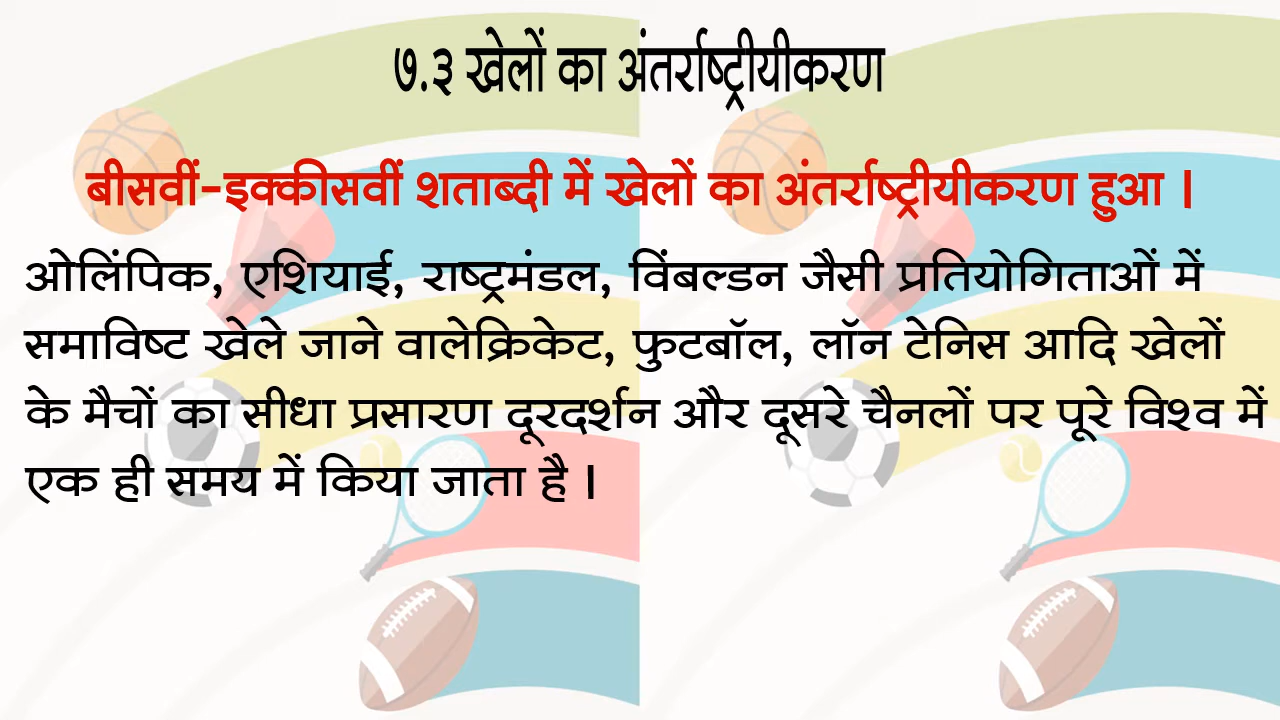 ७.३ खेलों का अंतर्राष्ट्रीयीकरण
बीसवीं-इक्कीसवीं शताब्दी में खेलों का अंतर्राष्ट्रीयीकरण हुआ ।
ओलिंपिक, एशियाई, राष्ट्रमंडल, विंबल्डन जैसी प्रतियोगिताओं में
समाविष्ट खेले जाने वालेक्रिकेट, फुटबॉल, लॉन टेनिस आदि खेलों
के मैचों का सीधा प्रसारण दूरदर्शन और दूसरे चैनलों पर पूरे विश्व में
एक ही समय में किया जाता है ।